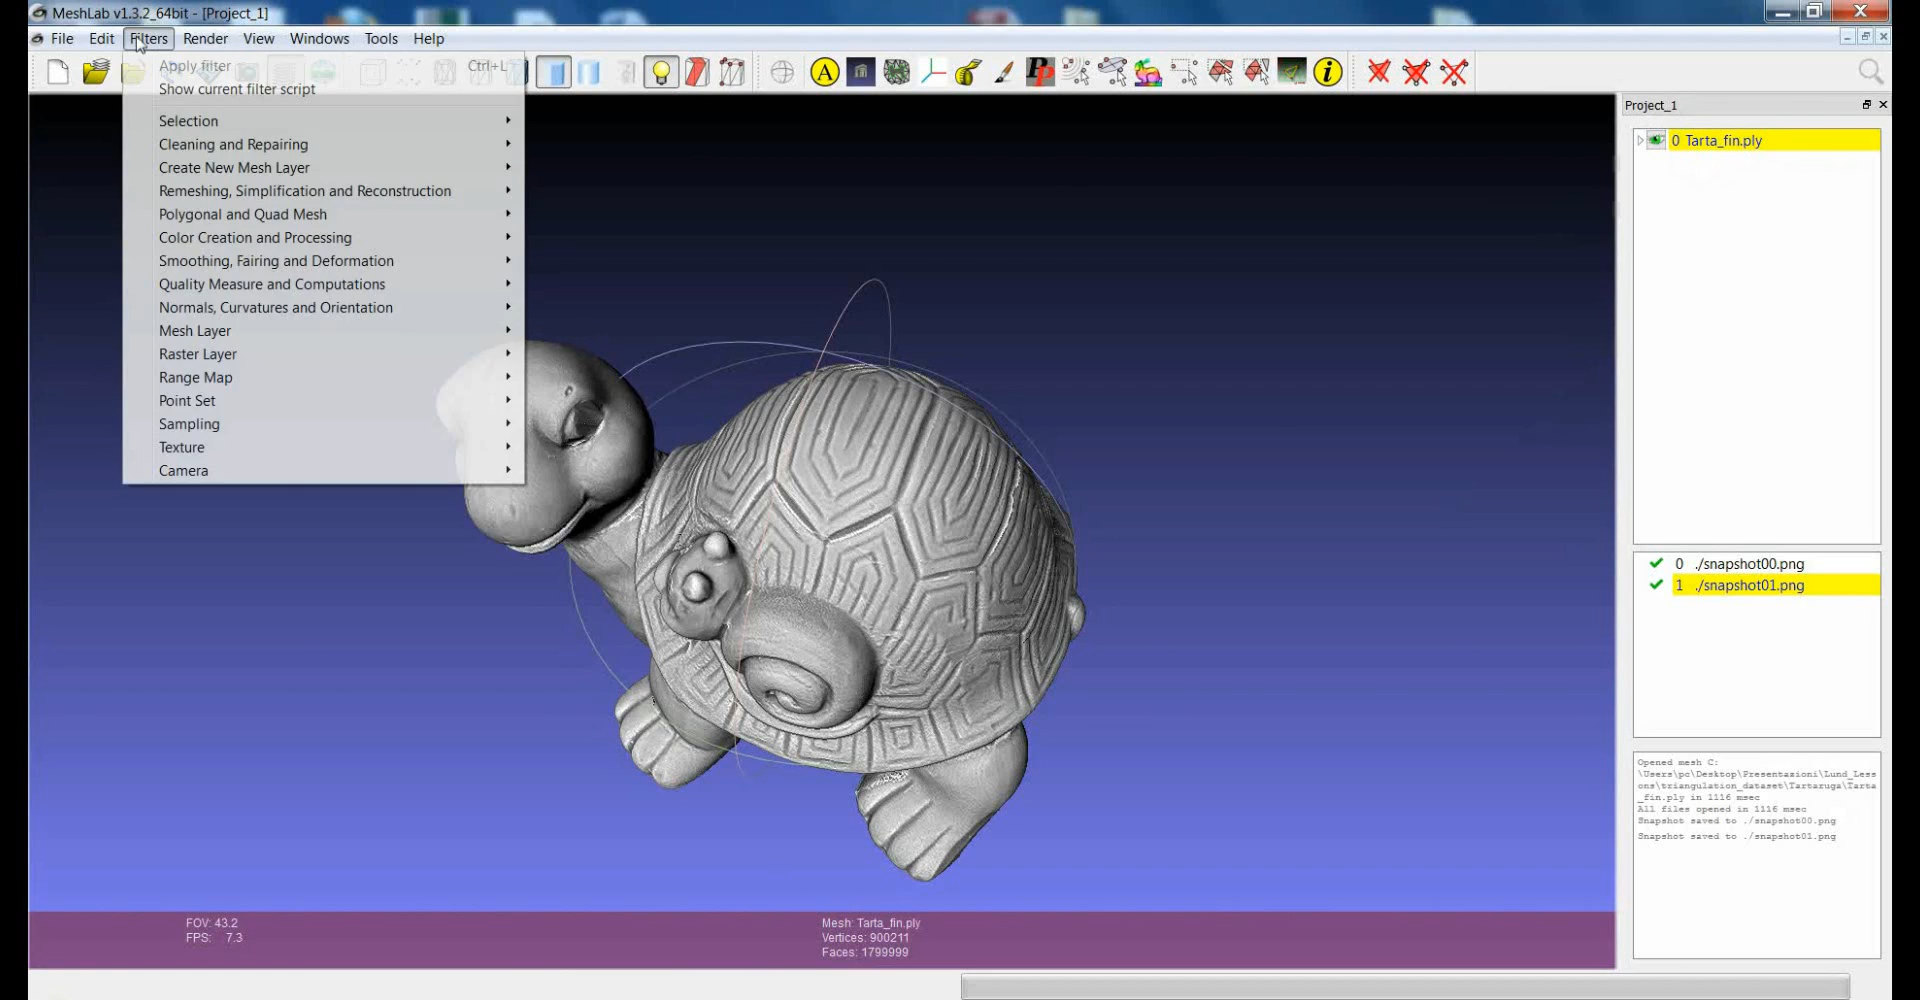 MeshLab v1.3.2_64bit - [Project_1]
File Edit Filters Render View Windows Tools Help
Apply filter Ctrl+L
Show current filter script
Selection
Cleaning and Repairing
Create New Mesh Layer
Remeshing, Simplification and Reconstruction
Polygonal and Quad Mesh
Color Creation and Processing
Smoothing, Fairing and Deformation
Quality Measure and Computations
Normals, Curvatures and Orientation
Mesh Layer
Raster Layer
Range Map
Point Set
Sampling
Texture
Camera
A
PP
i
Project_1
0 Tarta_fin.ply
0 ./snapshot00.png
1 ./snapshot01.png
Opened mesh C:
\Users\pc\Desktop\Presentazioni\Lund_Less
ons\triangulation_dataset\Tartaruga\Tarta
_fin.ply in 1116 msec
All files opened in 1116 msec
Snapshot saved to ./snapshot00.png
Snapshot saved to ./snapshot01.png
FOV: 43.2
FPS: 7.3
Mesh: Tarta_fin.ply
Vertices: 900211
Faces: 1799999